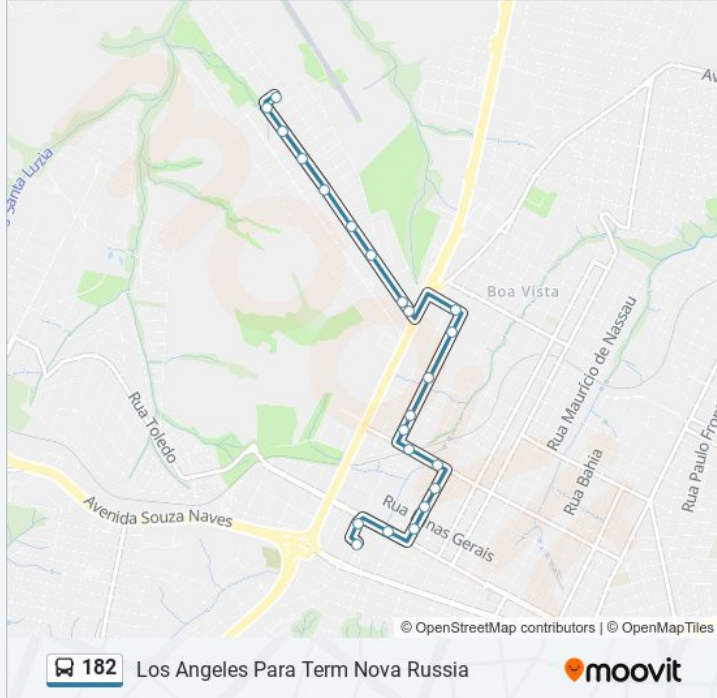 Av
Santa Luzia
Boa Vista
Rua Maurício de Nassau
Rua Toledo
Rua Bahia
Rua Paulo Fron
Avenida Souza Naves
Rua Minas Gerais
© OpenStreetMap contributors | © OpenMapTiles
182 Los Angeles Para Term Nova Russia moovit